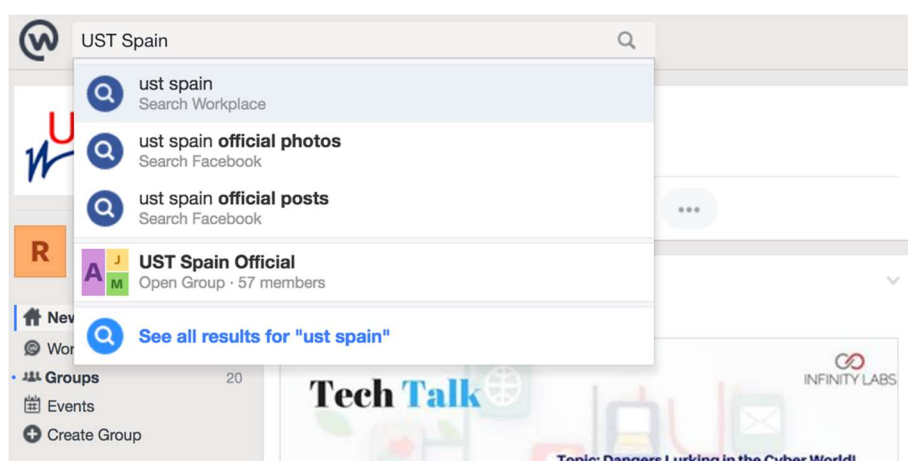 UST Spain
ust spain
Search Workplace
ust spain official photos
Search Facebook
ust spain official posts
Search Facebook
A J M
UST Spain Official
Open Group · 57 members
See all results for "ust spain"
U
R
Groups 20
Events
Create Group
Tech Talk
INFINITY LABS
Topic: Dangers Lurking in the Cyber World!